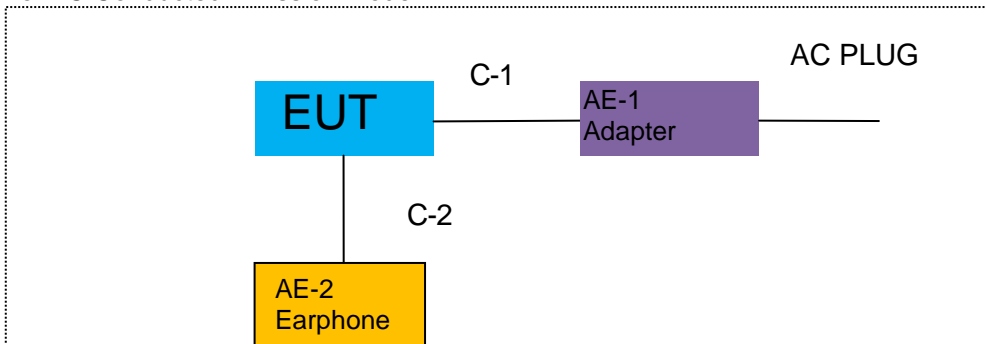 AC PLUG
C-1
EUT
AE-1
Adapter
C-2
AE-2
Earphone